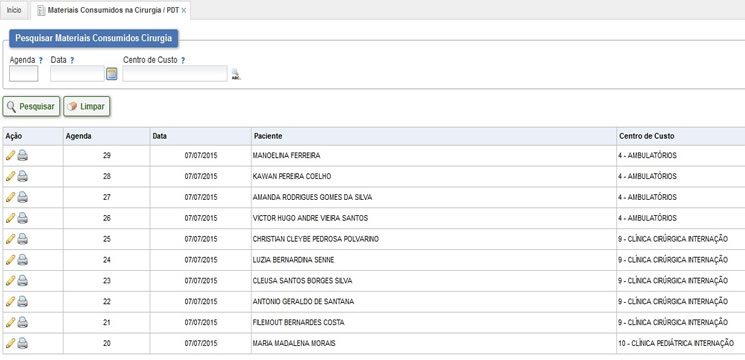 Início Materiais Consumidos na Cirurgia / PDT X
Pesquisar Materiais Consumidos Cirurgia
Agenda ? Data ? Centro de Custo ?
ABC
Pesquisar Limpar
Ação Agenda Data Paciente Centro de Custo
29 07/07/2015 MANOELINA FERREIRA 4 - AMBULATÓRIOS
28 07/07/2015 KAWAN PEREIRA COELHO 4 - AMBULATÓRIOS
27 07/07/2015 AMANDA RODRIGUES GOMES DA SILVA 4 - AMBULATÓRIOS
26 07/07/2015 VICTOR HUGO ANDRE VIEIRA SANTOS 4 - AMBULATÓRIOS
25 07/07/2015 CHRISTIAN CLEYBE PEDROSA POLVARINO 9 - CLÍNICA CIRÚRGICA INTERNAÇÃO
24 07/07/2015 LUZIA BERNARDINA SENNE 9 - CLÍNICA CIRÚRGICA INTERNAÇÃO
23 07/07/2015 CLEUSA SANTOS BORGES SILVA 9 - CLÍNICA CIRÚRGICA INTERNAÇÃO
22 07/07/2015 ANTONIO GERALDO DE SANTANA 9 - CLÍNICA CIRÚRGICA INTERNAÇÃO
21 07/07/2015 FILEMOUT BERNARDES COSTA 9 - CLÍNICA CIRÚRGICA INTERNAÇÃO
20 07/07/2015 MARIA MADALENA MORAIS 10 - CLÍNICA PEDIÁTRICA INTERNAÇÃO